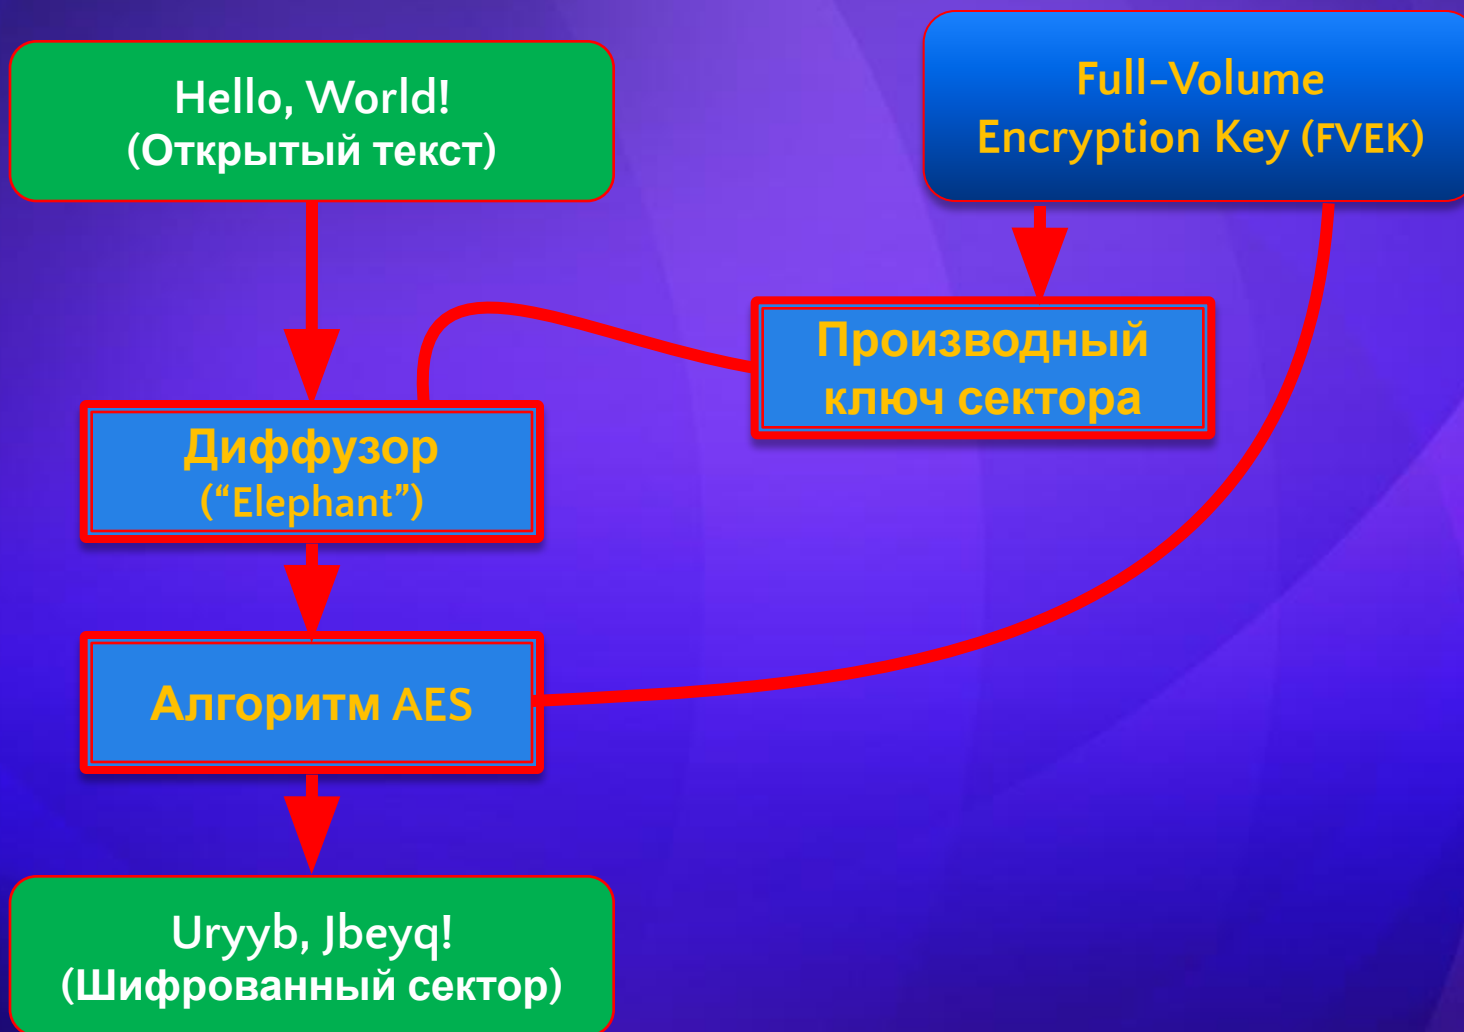 Hello, World!
(Открытый текст)
Full-Volume
Encryption Key (FVEK)
Производный
ключ сектора
Диффузор
(“Elephant”)
Алгоритм AES
Uryyb, Jbeyq!
(Шифрованный сектор)